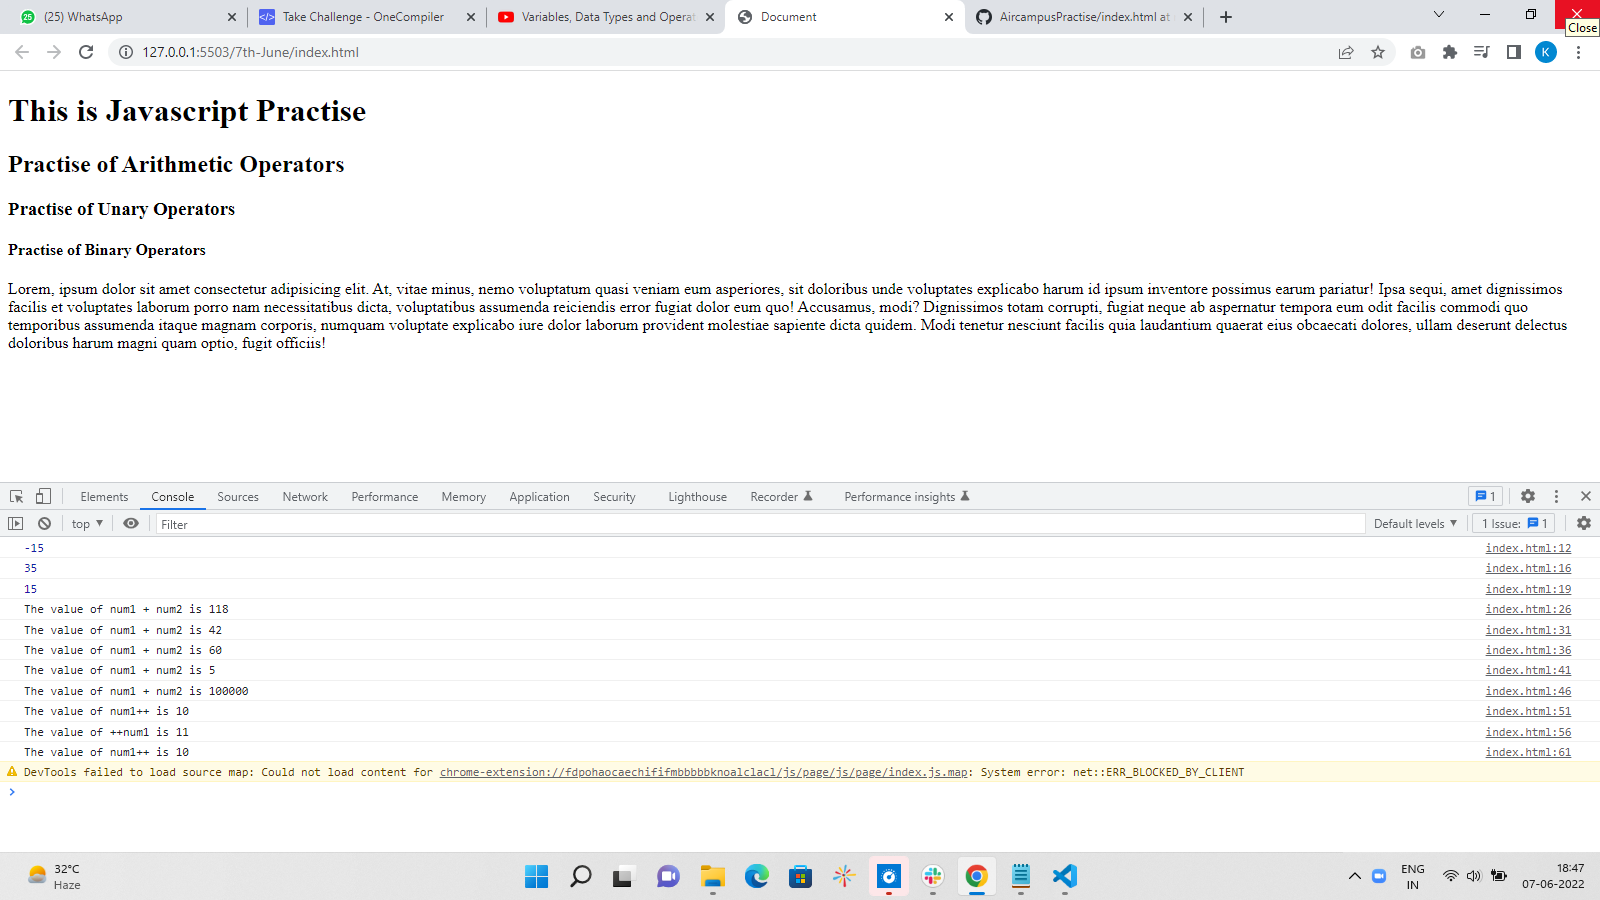 (25) WhatsApp
Take Challenge - OneCompiler
Variables, Data Types and Operat
Document
AircampusPractise/index.html at
Close
127.0.0.1:5503/7th-June/index.html
K
This is Javascript Practise
Practise of Arithmetic Operators
Practise of Unary Operators
Practise of Binary Operators
Lorem, ipsum dolor sit amet consectetur adipisicing elit. At, vitae minus, nemo voluptatum quasi veniam eum asperiores, sit doloribus unde voluptates explicabo harum id ipsum inventore possimus earum pariatur! Ipsa sequi, amet dignissimos
facilis et voluptates laborum porro nam necessitatibus dicta, voluptatibus assumenda reiciendis error fugiat dolor eum quo! Accusamus, modi? Dignissimos totam corrupti, fugiat neque ab aspernatur tempora eum odit facilis commodi quo
temporibus assumenda itaque magnam corporis, numquam voluptate explicabo iure dolor laborum provident molestiae sapiente dicta quidem. Modi tenetur nesciunt facilis quia laudantium quaerat eius obcaecati dolores, ullam deserunt delectus
doloribus harum magni quam optio, fugit officiis!
Elements Console Sources Network Performance Memory Application Security Lighthouse Recorder Performance insights 1
top Filter Default levels 1 Issue: 1
-15 index.html:12
35 index.html:16
15 index.html:19
The value of num1 + num2 is 118 index.html:26
The value of num1 + num2 is 42 index.html:31
The value of num1 + num2 is 60 index.html:36
The value of num1 + num2 is 5 index.html:41
The value of num1 + num2 is 100000 index.html:46
The value of num1++ is 10 index.html:51
The value of ++num1 is 11 index.html:56
The value of num1++ is 10 index.html:61
DevTools failed to load source map: Could not load content for chrome-extension://fdpohaocaechififmbbbbbknoalclacl/js/page/js/page/index.js.map: System error: net::ERR_BLOCKED_BY_CLIENT
32°C
Haze
ENG
IN
18:47
07-06-2022